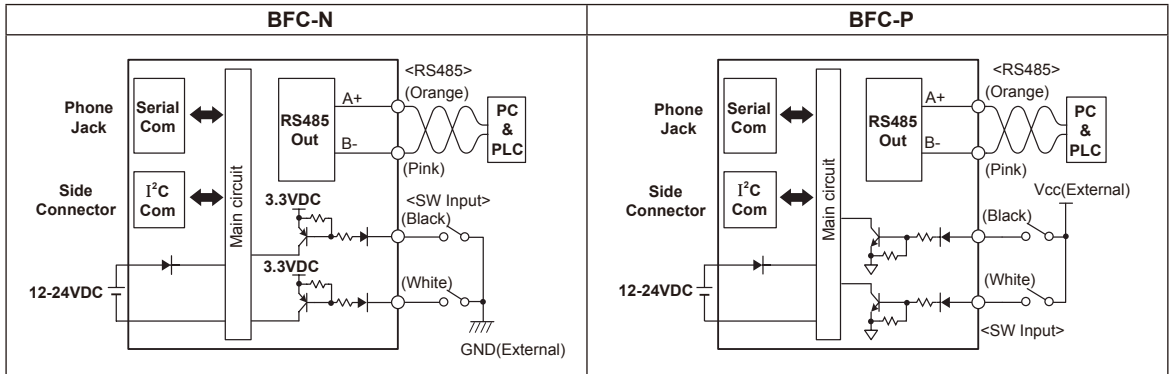 BFC-N
Phone
Jack
Serial
Com
Side
Connector
I²C
Com
Main circuit
RS485
Out
A+
B-
<RS485>
(Orange)
(Pink)
PC
&
PLC
3.3VDC
<SW Input>
(Black)
3.3VDC
(White)
12-24VDC
GND(External)
BFC-P
Phone
Jack
Serial
Com
Side
Connector
I²C
Com
Main circuit
RS485
Out
A+
B-
<RS485>
(Orange)
(Pink)
PC
&
PLC
Vcc(External)
(Black)
(White)
<SW Input>
12-24VDC